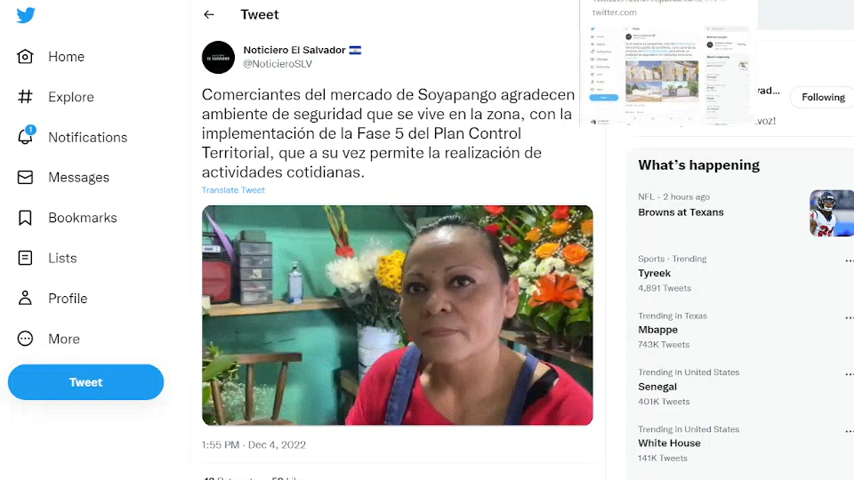 Tweet
Noticiero El Salvador
@NoticieroSLV
Comerciantes del mercado de Soyapango agradecen
ambiente de seguridad que se vive en la zona, con la
implementación de la Fase 5 del Plan Control
Territorial, que a su vez permite la realización de
actividades cotidianas.
Translate Tweet
1:55 PM · Dec 4, 2022
Home
Explore
1
Notifications
Messages
Bookmarks
Lists
Profile
More
Tweet
twitter.com
Following
What's happening
NFL · 2 hours ago
Browns at Texans
Sports · Trending
Tyreek
4,891 Tweets
Trending in Texas
Mbappe
743K Tweets
Trending in United States
Senegal
401K Tweets
Trending in United States
White House
141K Tweets